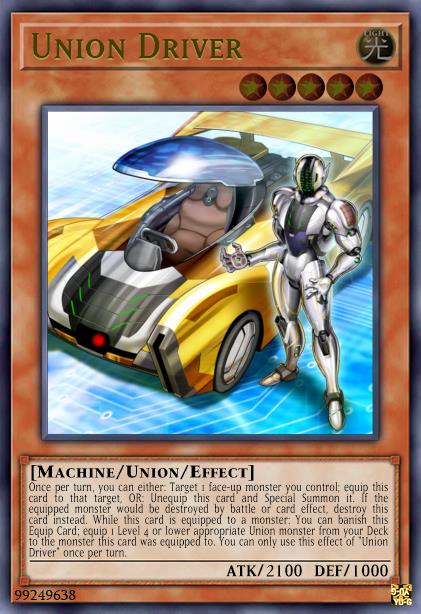 UNION DRIVER
LIGHT
光
[MACHINE/UNION/EFFECT]
Once per turn, you can either: Target 1 face-up monster you control; equip this
card to that target, OR: Unequip this card and Special Summon it. If the
equipped monster would be destroyed by battle or card effect, destroy this
card instead. While this card is equipped to a monster: You can banish this
Equip Card; equip 1 Level 4 or lower appropriate Union monster from your Deck
to the monster this card was equipped to. You can only use this effect of "Union
Driver" once per turn.
ATK/2100 DEF/1000
99249638